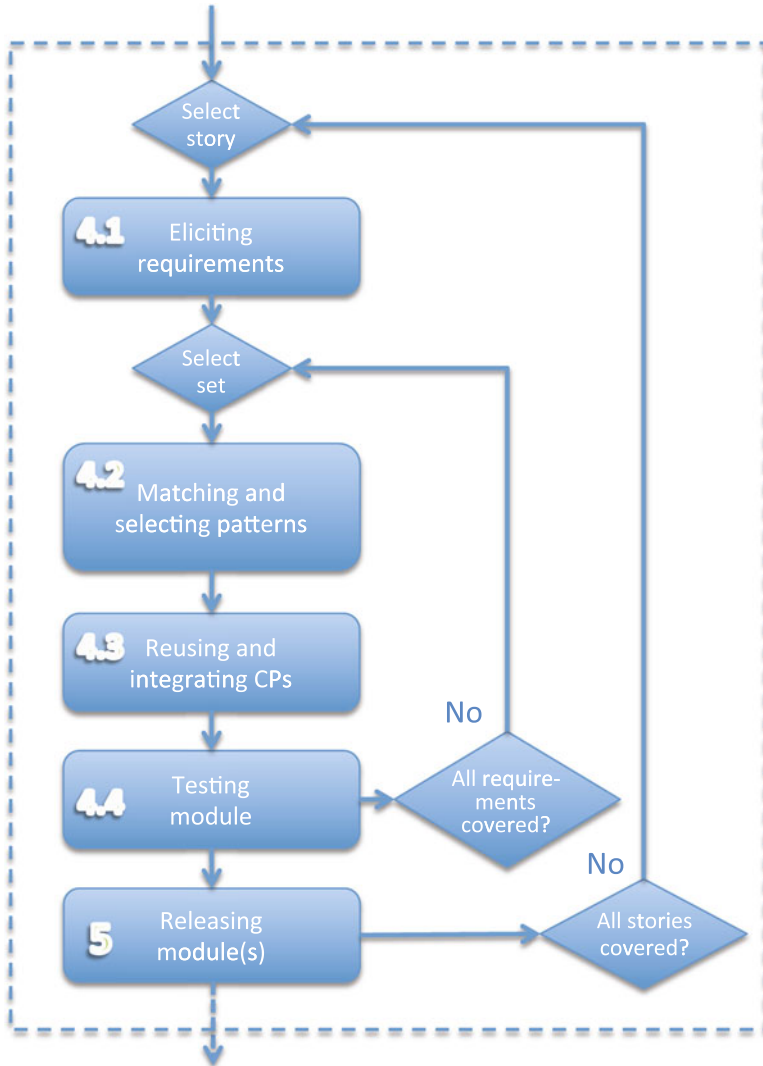 Select
story
4.1
Eliciting
requirements
Select
set
4.2
Matching and
selecting patterns
4.3
Reusing and
integrating CPs
No
4.4
Testing
module
All require-
ments
covered?
No
5
Releasing
module(s)
All stories
covered?